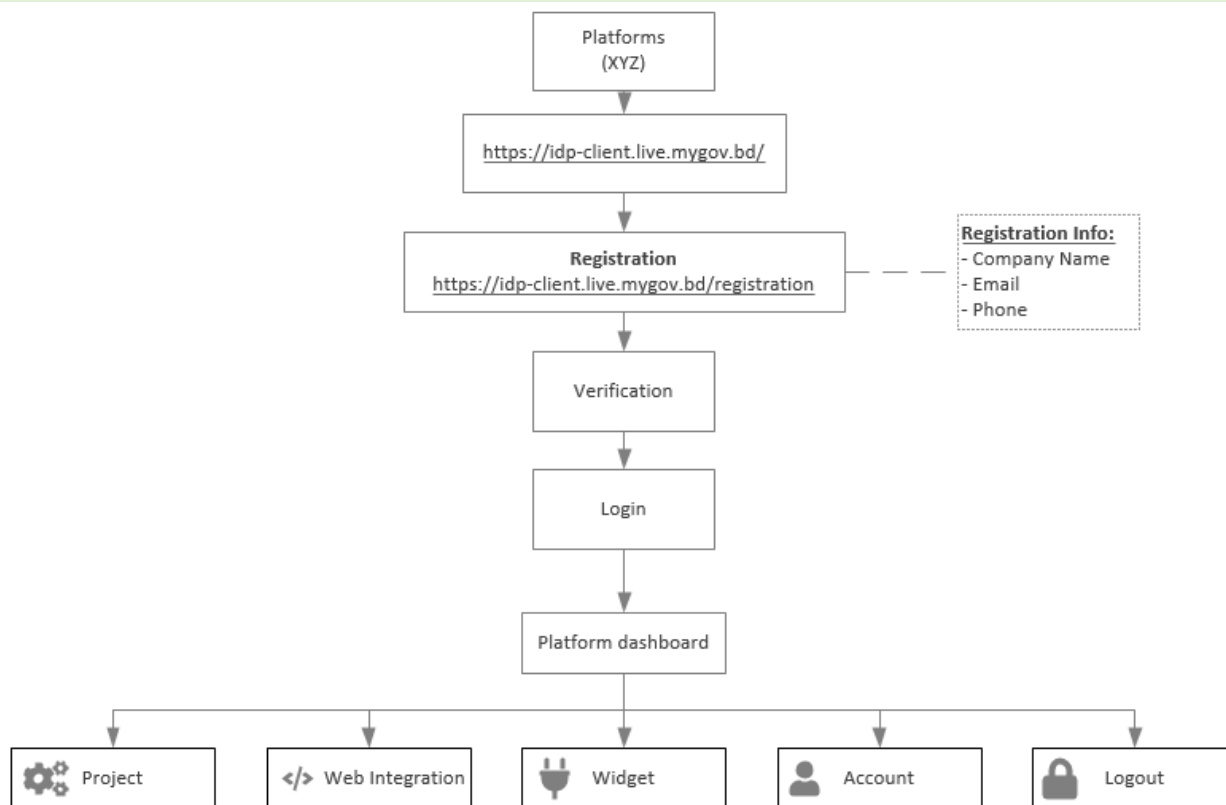 Platforms
(XYZ)
https://idp-client.live.mygov.bd/
Registration
https://idp-client.live.mygov.bd/registration
Registration Info:
- Company Name
- Email
- Phone
Verification
Login
Platform dashboard
Project
</> Web Integration
Widget
Account
Logout